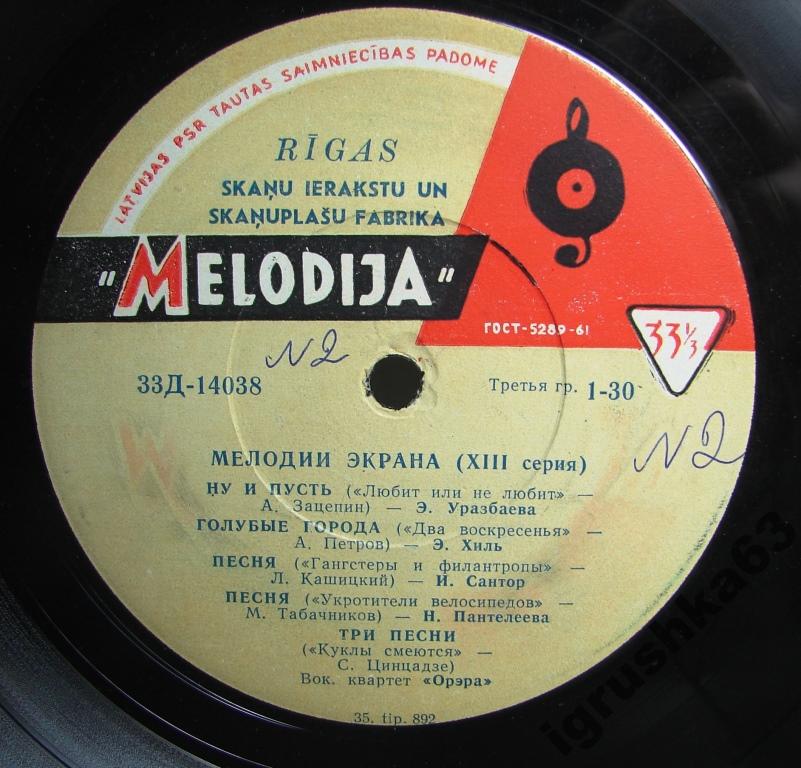 LATVIJAS PSR TAUTAS SAIMNIECĪBAS PADOME
RĪGAS
SKAŅU IERAKSTU UN
SKAŅUPLAŠU FABRIKA
"MELODIJA"
ГОСТ-5289-61
33⅓
N2
33Д-14038
Третья гр. 1-30
N2
МЕЛОДИИ ЭКРАНА (XIII серия)
НУ И ПУСТЬ («Любит или не любит» —
А. Зацепин) — Э. Уразбаева
ГОЛУБЫЕ ГОРОДА («Два воскресенья» —
А. Петров) — Э. Хиль
ПЕСНЯ («Гангстеры и филантропы» —
Л. Кашицкий) — И. Сантор
ПЕСНЯ («Укротители велосипедов» —
М. Табачников) — Н. Пантелеева
ТРИ ПЕСНИ
(«Куклы смеются» —
С. Цинцадзе)
Вок. квартет «Орэра»
35. tip. 892
igrushka63